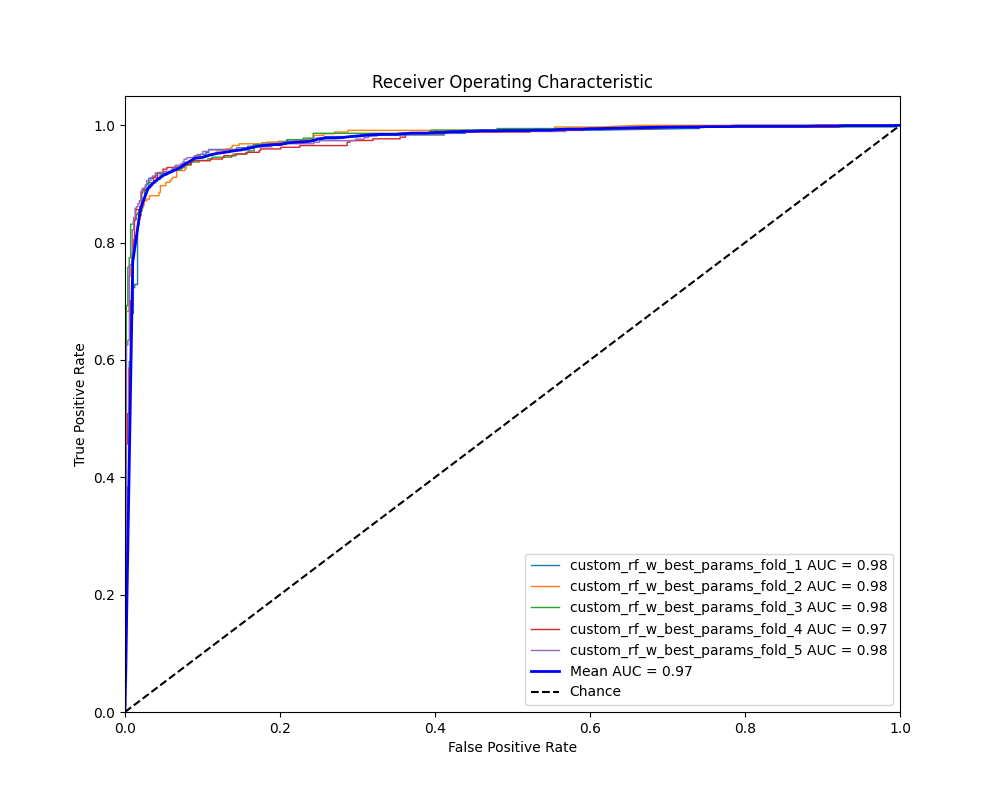 Receiver Operating Characteristic
True Positive Rate
1.0
0.8
0.6
0.4
0.2
0.0
custom_rf_w_best_params_fold_1 AUC = 0.98
custom_rf_w_best_params_fold_2 AUC = 0.98
custom_rf_w_best_params_fold_3 AUC = 0.98
custom_rf_w_best_params_fold_4 AUC = 0.97
custom_rf_w_best_params_fold_5 AUC = 0.98
Mean AUC = 0.97
Chance
0.0 0.2 0.4 0.6 0.8 1.0
False Positive Rate